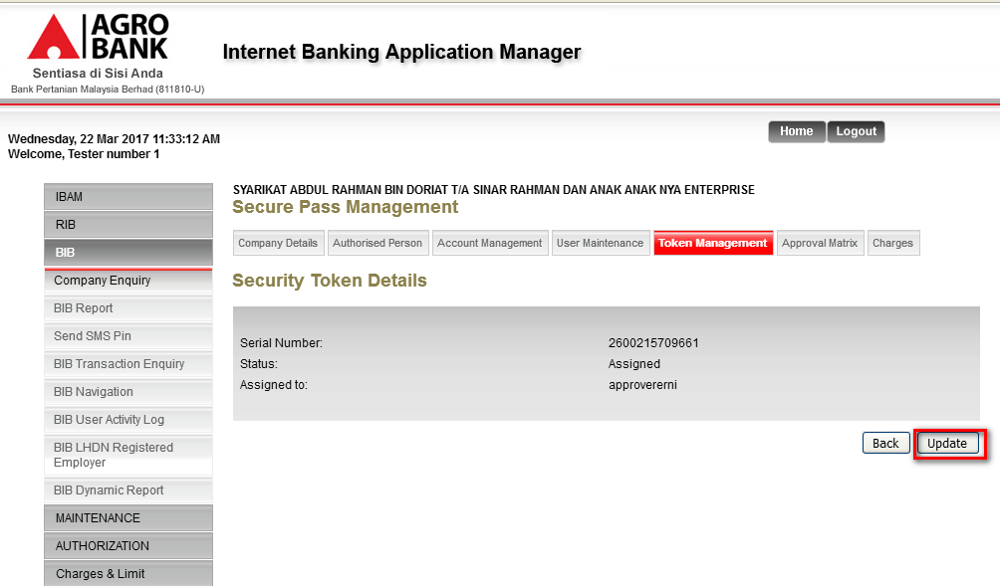 AGRO
BANK
Sentiasa di Sisi Anda
Bank Pertanian Malaysia Berhad (811810-U)
Internet Banking Application Manager
Wednesday, 22 Mar 2017 11:33:12 AM
Welcome, Tester number 1
Home
Logout
IBAM
RIB
BIB
Company Enquiry
BIB Report
Send SMS Pin
BIB Transaction Enquiry
BIB Navigation
BIB User Activity Log
BIB LHDN Registered
Employer
BIB Dynamic Report
MAINTENANCE
AUTHORIZATION
Charges & Limit
SYARIKAT ABDUL RAHMAN BIN DORIAT T/A SINAR RAHMAN DAN ANAK ANAK NYA ENTERPRISE
Secure Pass Management
Company Details
Authorised Person
Account Management
User Maintenance
Token Management
Approval Matrix
Charges
Security Token Details
Serial Number: 2600215709661
Status: Assigned
Assigned to: approvererni
Back
Update